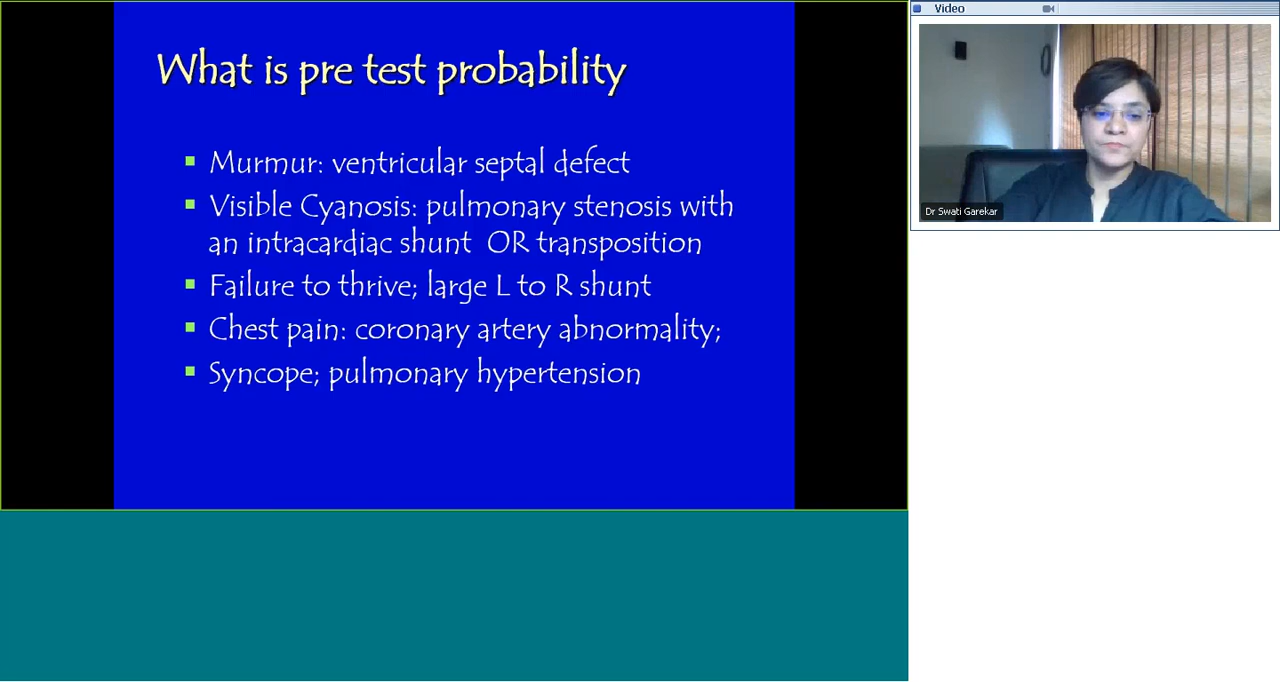 What is pre test probability
Murmur: ventricular septal defect
Visible Cyanosis: pulmonary stenosis with
an intracardiac shunt OR transposition
Failure to thrive; large L to R shunt
Chest pain: coronary artery abnormality;
Syncope; pulmonary hypertension
Video
Dr Swati Garekar